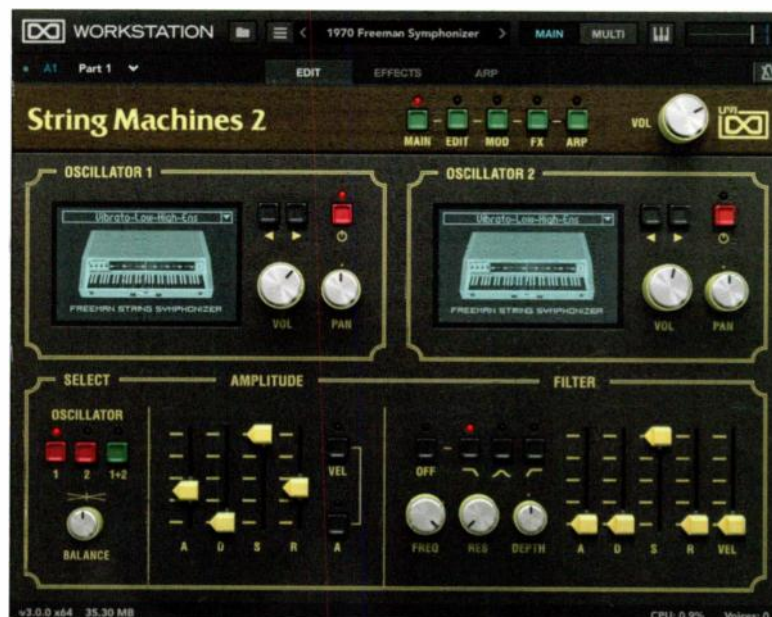 WORKSTATION < 1970 Freeman Symphonizer > MAIN MULTI
A1 Part 1 EDIT EFFECTS ARP
String Machines 2 MAIN EDIT MOD FX ARP VOL UVI
OSCILLATOR 1
Vibrato-Low-High-Ens
FREEMAN STRING SYMPHONIZER
VOL PAN
OSCILLATOR 2
Vibrato-Low-High-Ens
FREEMAN STRING SYMPHONIZER
VOL PAN
SELECT
OSCILLATOR
1 2 1+2
BALANCE
AMPLITUDE
VEL
A D S R A
FILTER
OFF
FREQ RES DEPTH
A D S R VEL
v3.0.0 x64 35.30 MB CPU: 0.9% Voices: 0